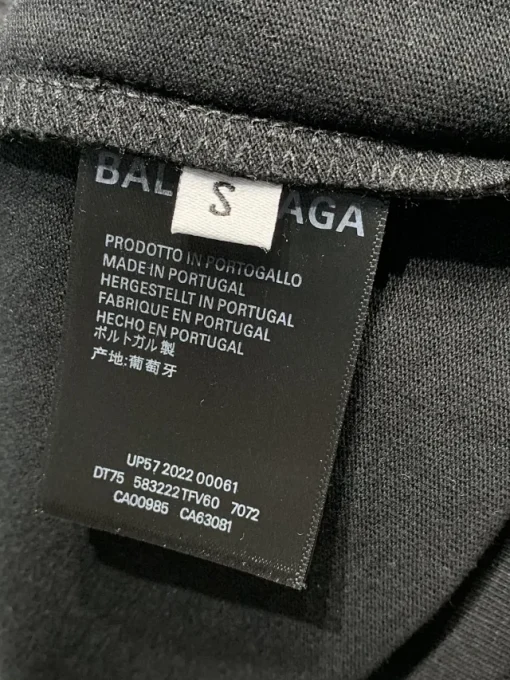 BAL AGA
S
PRODOTTO IN PORTOGALLO
MADE IN PORTUGAL
HERGESTELLT IN PORTUGAL
FABRIQUE EN PORTUGAL
HECHO EN PORTUGAL
ポルトガル製
产地:葡萄牙
UP57 2022 00061
DT75 583222TFV60 7072
CA00985 CA63081